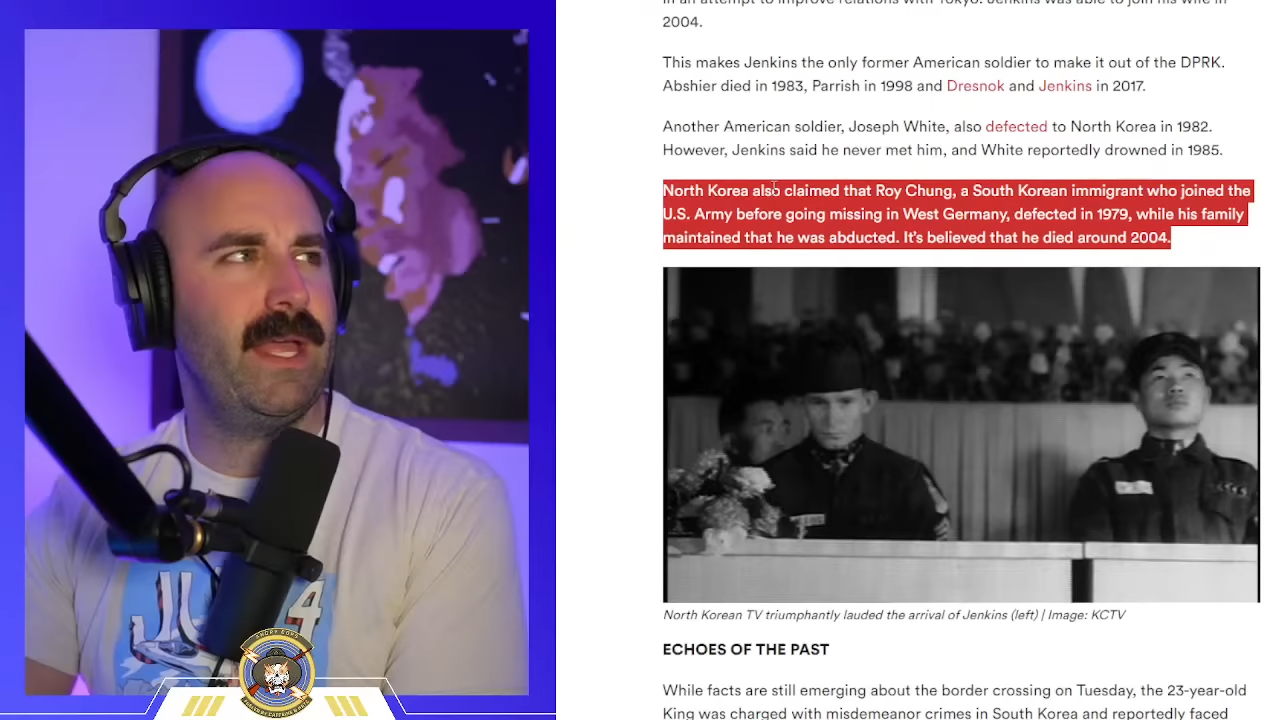 in an attempt to improve relations with Tokyo. Jenkins was able to join his wife in
2004.
This makes Jenkins the only former American soldier to make it out of the DPRK.
Abshier died in 1983, Parrish in 1998 and Dresnok and Jenkins in 2017.
Another American soldier, Joseph White, also defected to North Korea in 1982.
However, Jenkins said he never met him, and White reportedly drowned in 1985.
North Korea also claimed that Roy Chung, a South Korean immigrant who joined the
U.S. Army before going missing in West Germany, defected in 1979, while his family
maintained that he was abducted. It's believed that he died around 2004.
North Korean TV triumphantly lauded the arrival of Jenkins (left) | Image: KCTV
ECHOES OF THE PAST
While facts are still emerging about the border crossing on Tuesday, the 23-year-old
King was charged with misdemeanor crimes in South Korea and reportedly faced
ANGRY COPS